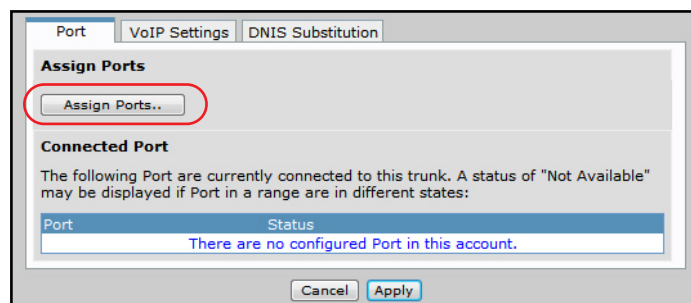 Port VoIP Settings DNIS Substitution
Assign Ports
Assign Ports..
Connected Port
The following Port are currently connected to this trunk. A status of "Not Available"
may be displayed if Port in a range are in different states:
Port Status
There are no configured Port in this account.
Cancel Apply